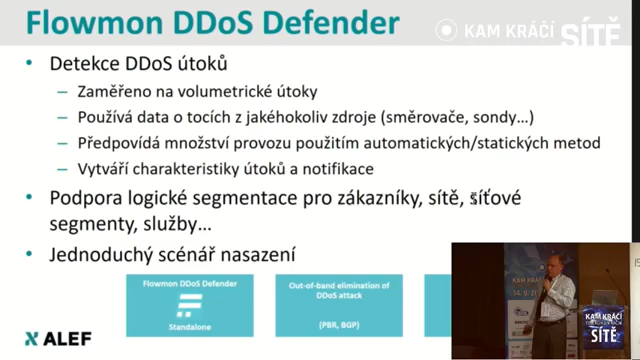 Flowmon DDoS Defender
KAM KRÁČÍ SÍTĚ
• Detekce DDoS útoků
– Zaměřeno na volumetrické útoky
– Používá data o tocích z jakéhokoliv zdroje (směrovače, sondy…)
– Předpovídá množství provozu použitím automatických/statických metod
– Vytváří charakteristiky útoků a notifikace
• Podpora logické segmentace pro zákazníky, sítě, síťové
segmenty, služby…
• Jednoduchý scénář nasazení
Flowmon DDoS Defender
Standalone
Out-of-band elimination of
DDoS attack
(PBR, BGP)
ALEF
KAM KRÁČÍ
SÍTĚ